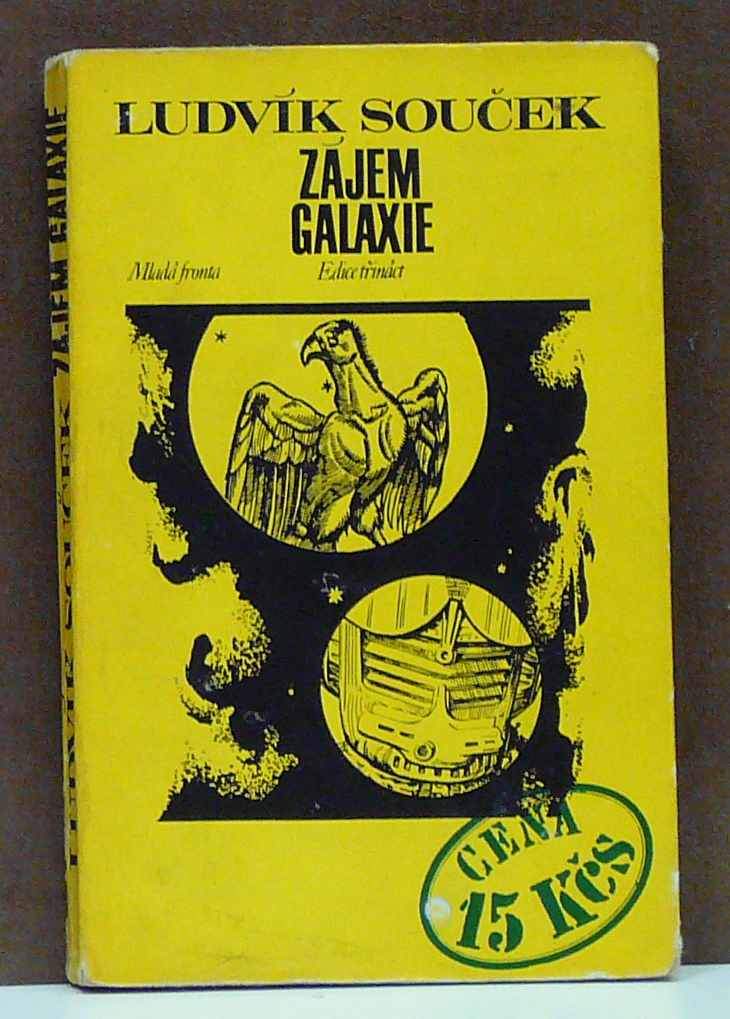 LUDVÍK SOUČEK
ZÁJEM
GALAXIE
Mladá fronta
Edice třináct
CENA
15 Kčs
LUDVÍK SOUČEK ZÁJEM GALAXIE